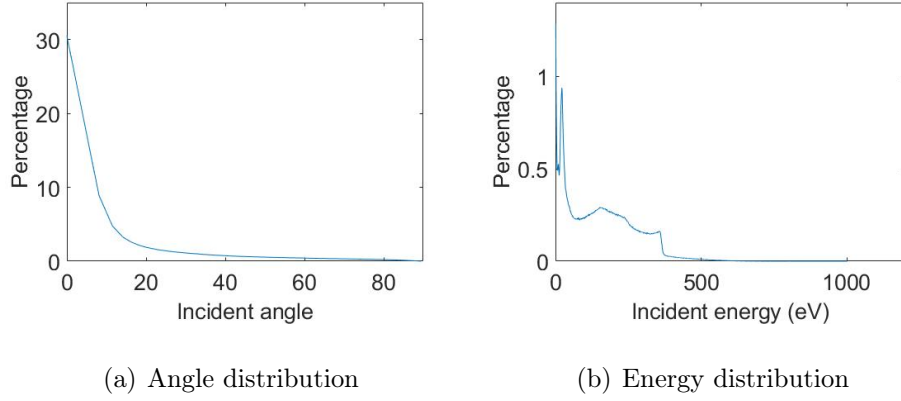 30
20
10
0
Percentage
0 20 40 60 80
Incident angle
(a) Angle distribution
1
0.5
0
Percentage
0 500 1000
Incident energy (eV)
(b) Energy distribution